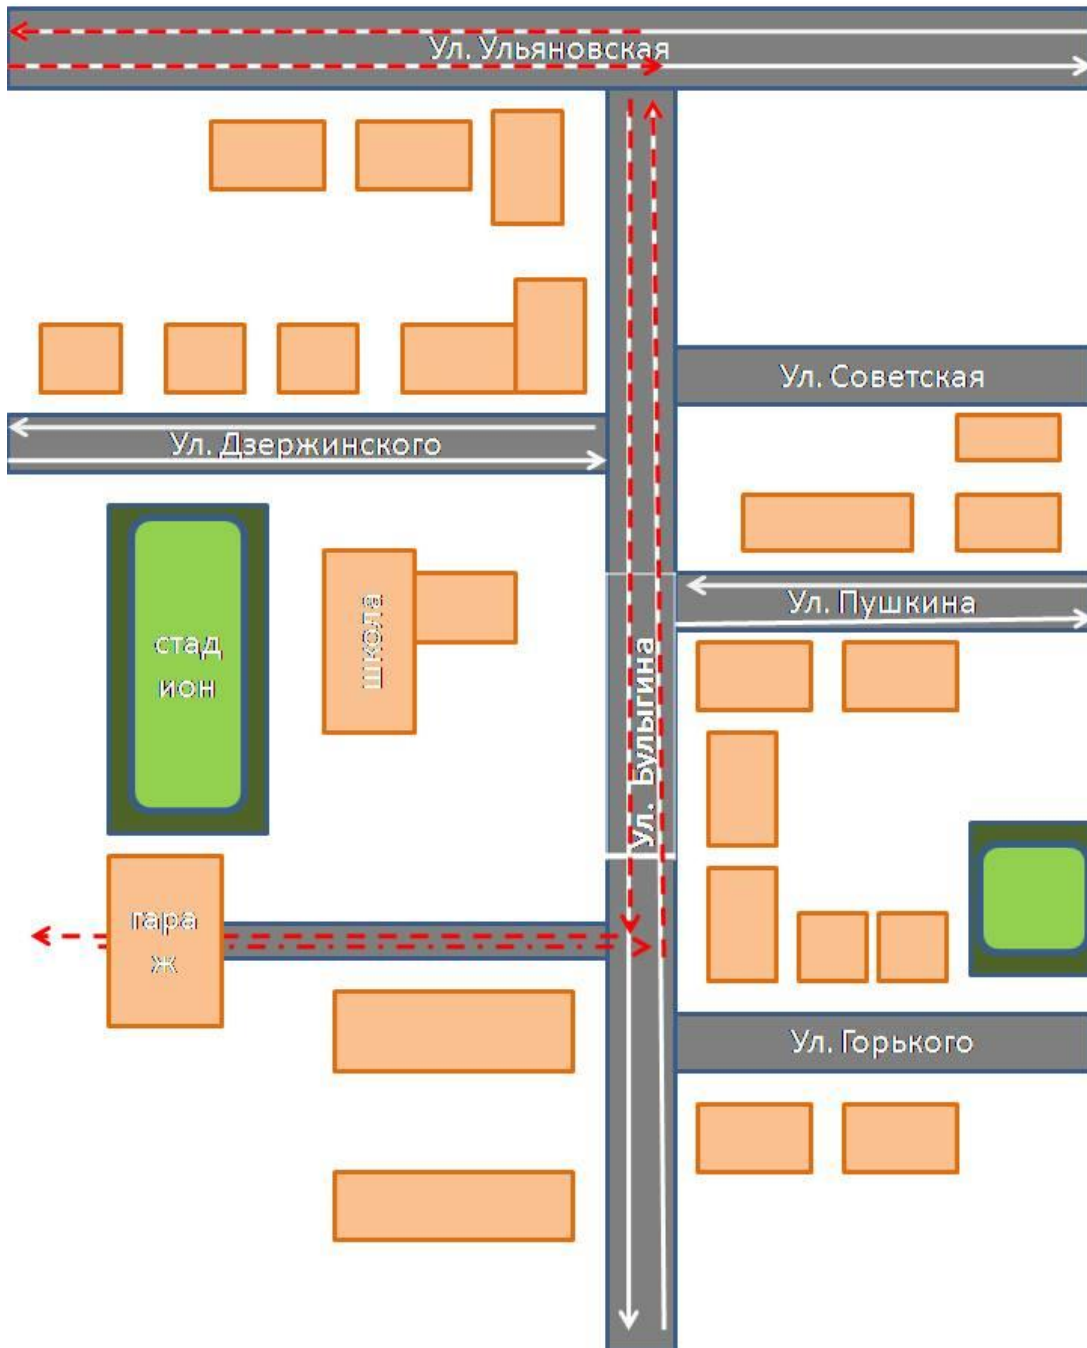 Ул. Ульяновская
Ул. Советская
Ул. Дзержинского
Ул. Пушкина
стад
ион
школа
Ул. Булыгина
гара
ж
Ул. Горького